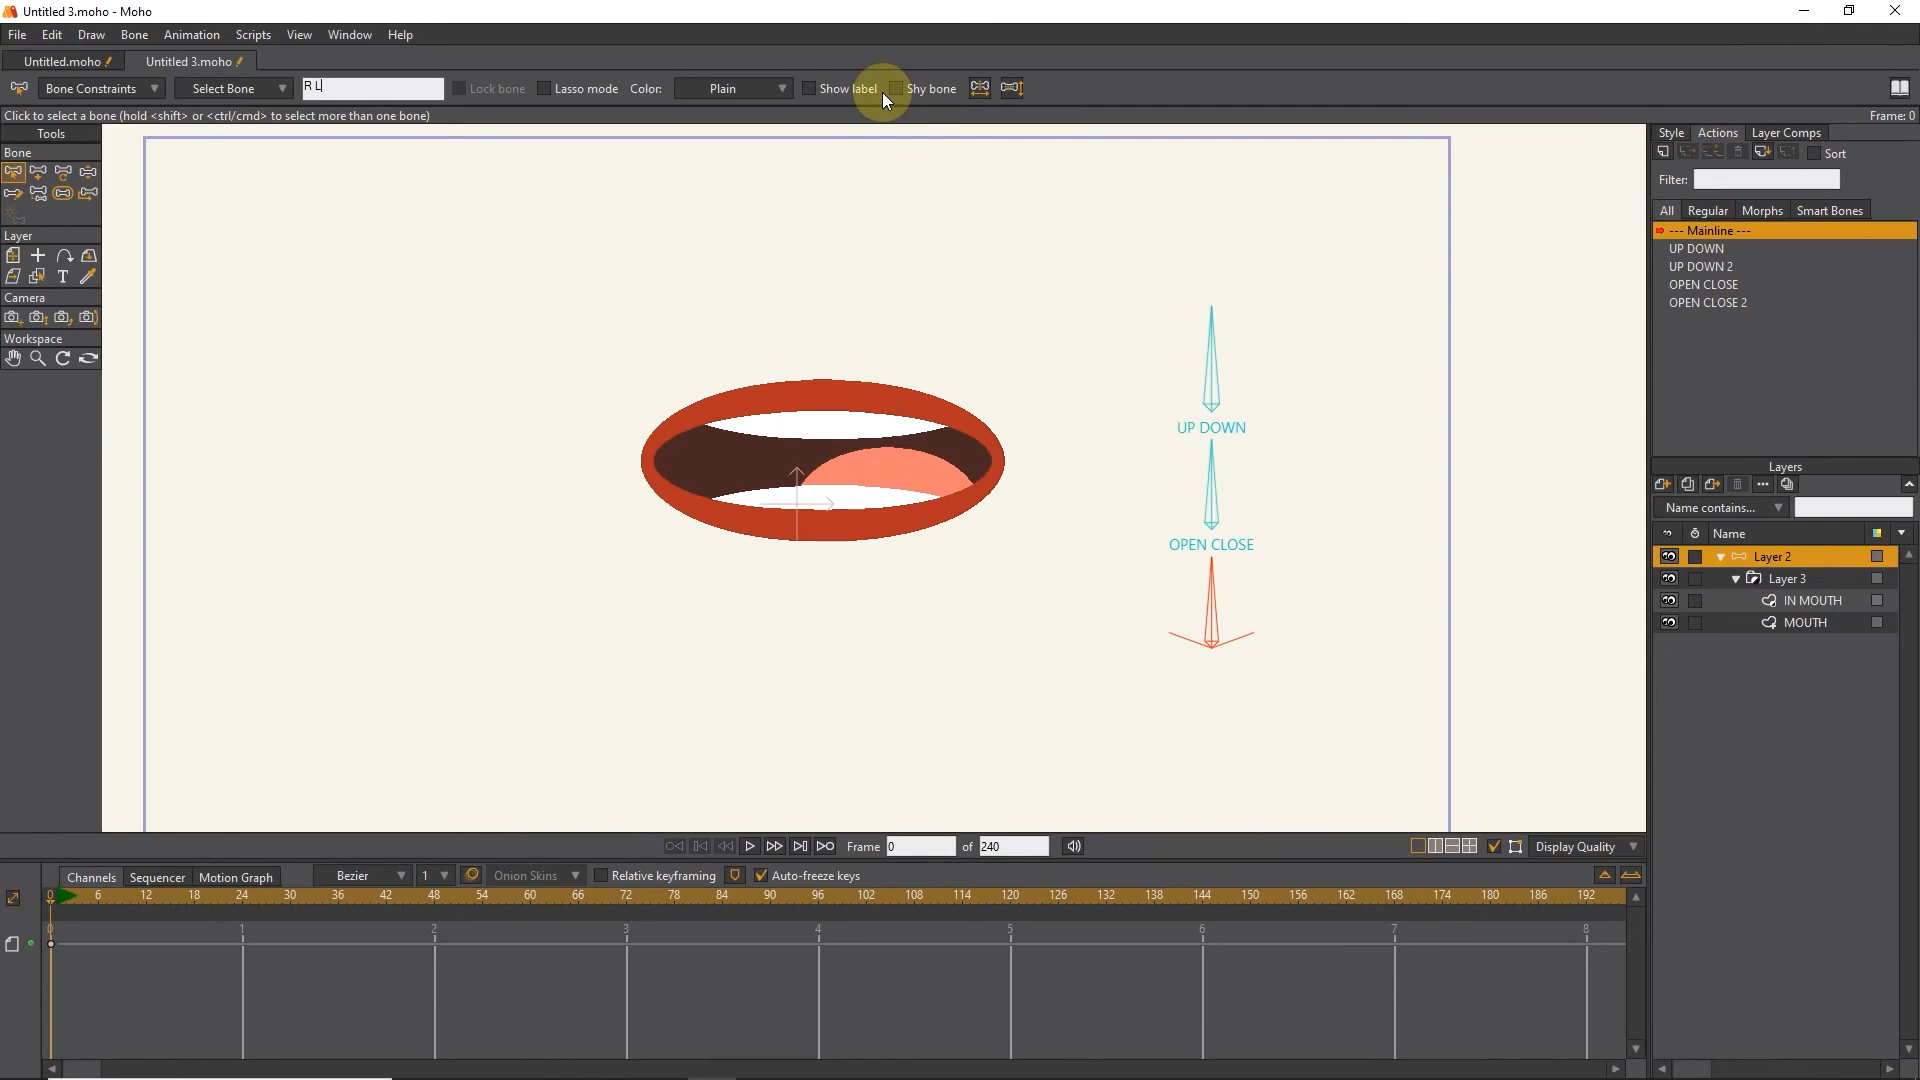 Untitled 3.moho - Moho
File Edit Draw Bone Animation Scripts View Window Help
Untitled.moho Untitled 3.moho
Bone Constraints Select Bone R L Lock bone Lasso mode Color: Plain Show label Shy bone
Click to select a bone (hold <shift> or <ctrl/cmd> to select more than one bone) Frame: 0
Tools
Bone
Layer
T
Camera
Workspace
UP DOWN
OPEN CLOSE
Style Actions Layer Comps
Sort
Filter:
All Regular Morphs Smart Bones
--- Mainline ---
UP DOWN
UP DOWN 2
OPEN CLOSE
OPEN CLOSE 2
Layers
Name contains...
Name
Layer 2
Layer 3
IN MOUTH
MOUTH
Frame 0 of 240 Display Quality
Channels Sequencer Motion Graph Bezier 1 Onion Skins Relative keyframing Auto-freeze keys
0 6 12 18 24 30 36 42 48 54 60 66 72 78 84 90 96 102 108 114 120 126 132 138 144 150 156 162 168 174 180 186 192
0 1 2 3 4 5 6 7 8